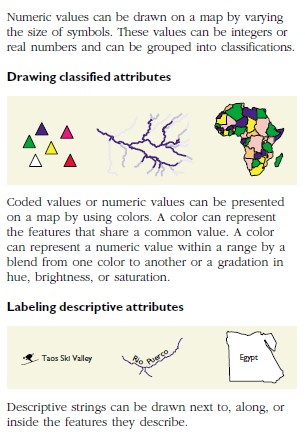 Numeric values can be drawn on a map by varying
the size of symbols. These values can be integers or
real numbers and can be grouped into classifications.
Drawing classified attributes
Coded values or numeric values can be presented
on a map by using colors. A color can represent
the features that share a common value. A color
can represent a numeric value within a range by a
blend from one color to another or a gradation in
hue, brightness, or saturation.
Labeling descriptive attributes
Taos Ski Valley
Rio Puerco
Egypt
Descriptive strings can be drawn next to, along, or
inside the features they describe.